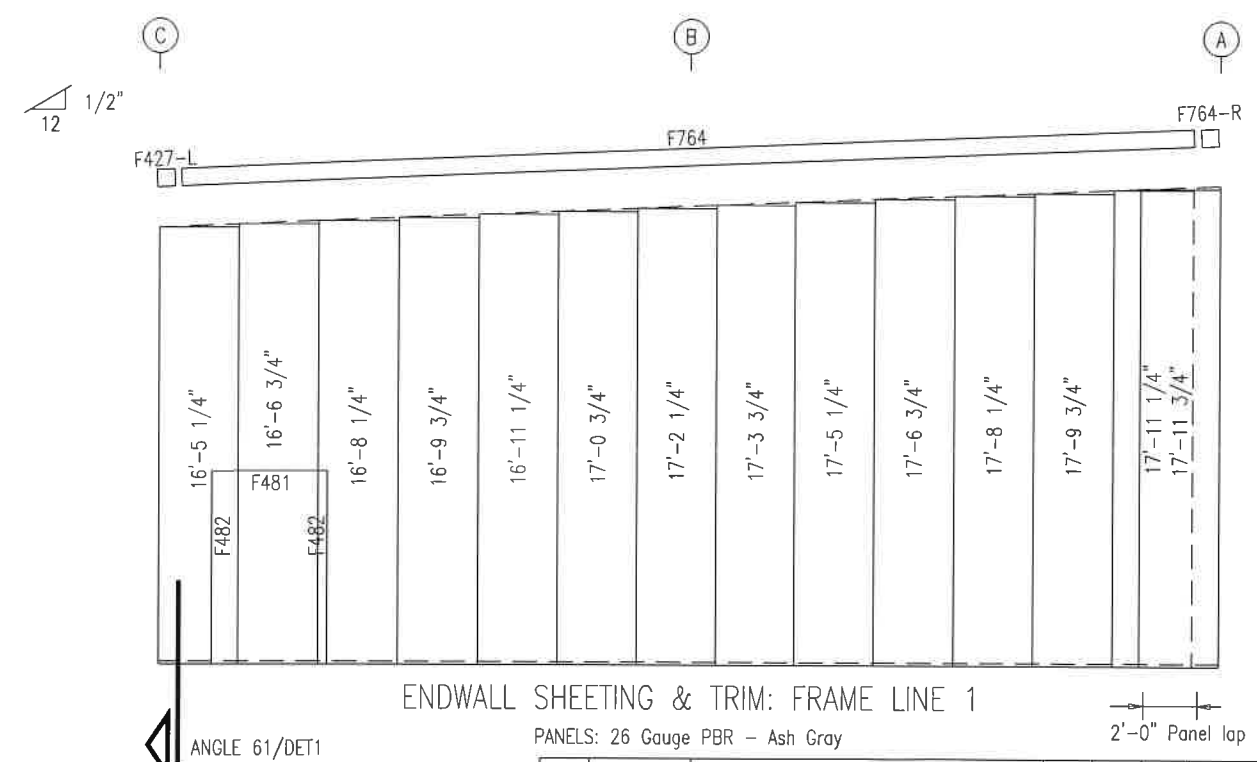 C
B
A
1/2"
12
F427-L
F764
F764-R
16'-5 1/4"
16'-6 3/4"
16'-8 1/4"
16'-9 3/4"
16'-11 1/4"
17'-0 3/4"
17'-2 1/4"
17'-3 3/4"
17'-5 1/4"
17'-6 3/4"
17'-8 1/4"
17'-9 3/4"
17'-11 1/4"
17'-11 3/4"
F481
F482
F482
ENDWALL SHEETING & TRIM: FRAME LINE 1
PANELS: 26 Gauge PBR - Ash Gray
2'-0" Panel lap
ANGLE 61/DET1